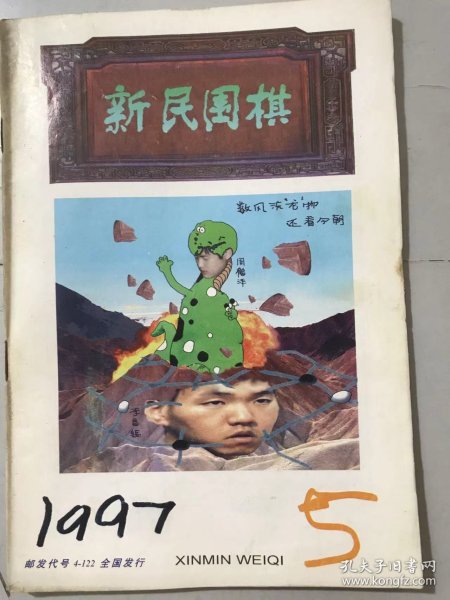 新民围棋
数风流"龙"物
还看今朝
周鹤洋
李昌镐
1997
5
邮发代号 4-122 全国发行
XINMIN WEIQI
孔夫子旧书网
www.kongfz.com